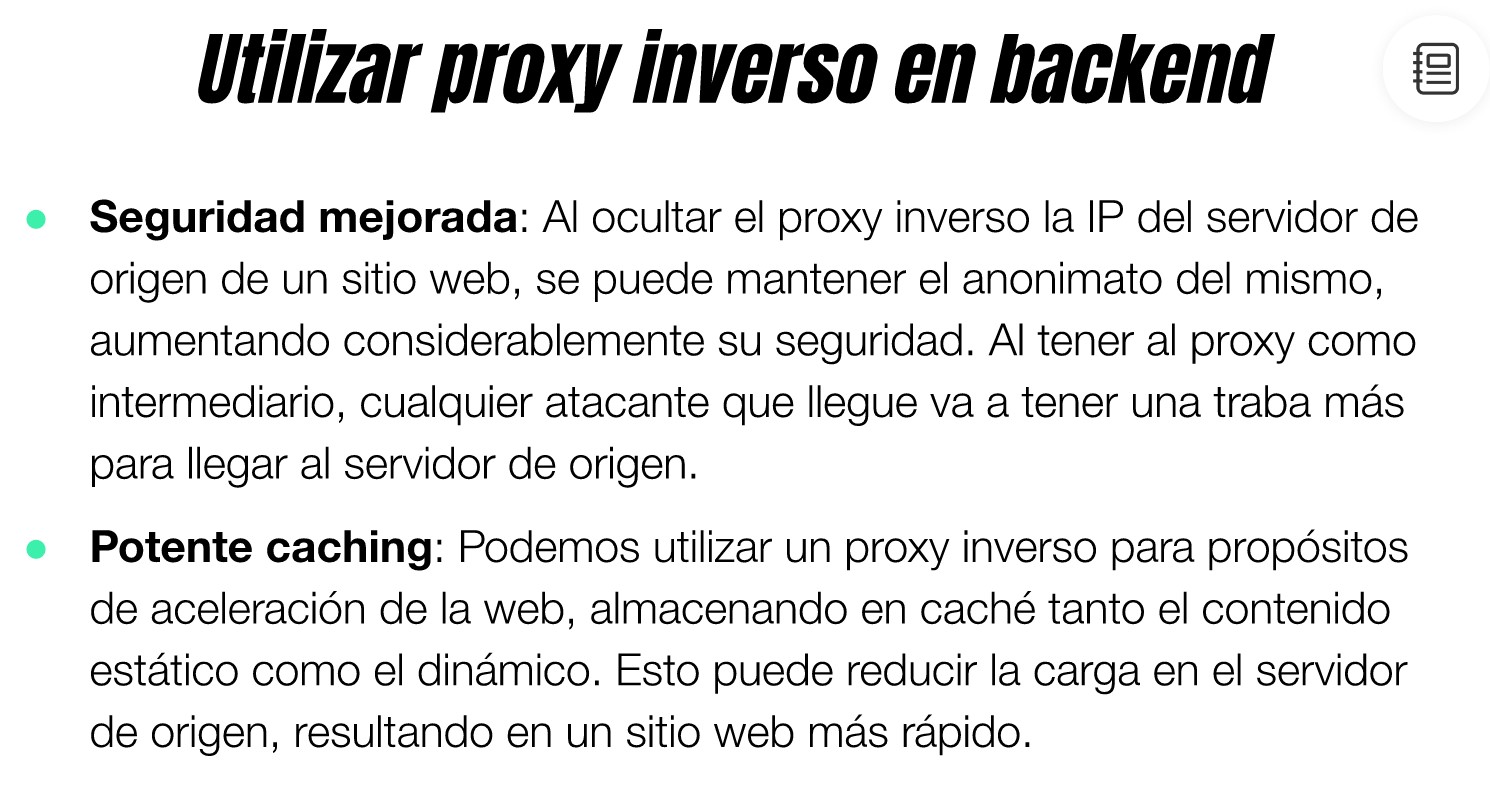 Utilizar proxy inverso en backend
Seguridad mejorada: Al ocultar el proxy inverso la IP del servidor de
origen de un sitio web, se puede mantener el anonimato del mismo,
aumentando considerablemente su seguridad. Al tener al proxy como
intermediario, cualquier atacante que llegue va a tener una traba más
para llegar al servidor de origen.
Potente caching: Podemos utilizar un proxy inverso para propósitos
de aceleración de la web, almacenando en caché tanto el contenido
estático como el dinámico. Esto puede reducir la carga en el servidor
de origen, resultando en un sitio web más rápido.